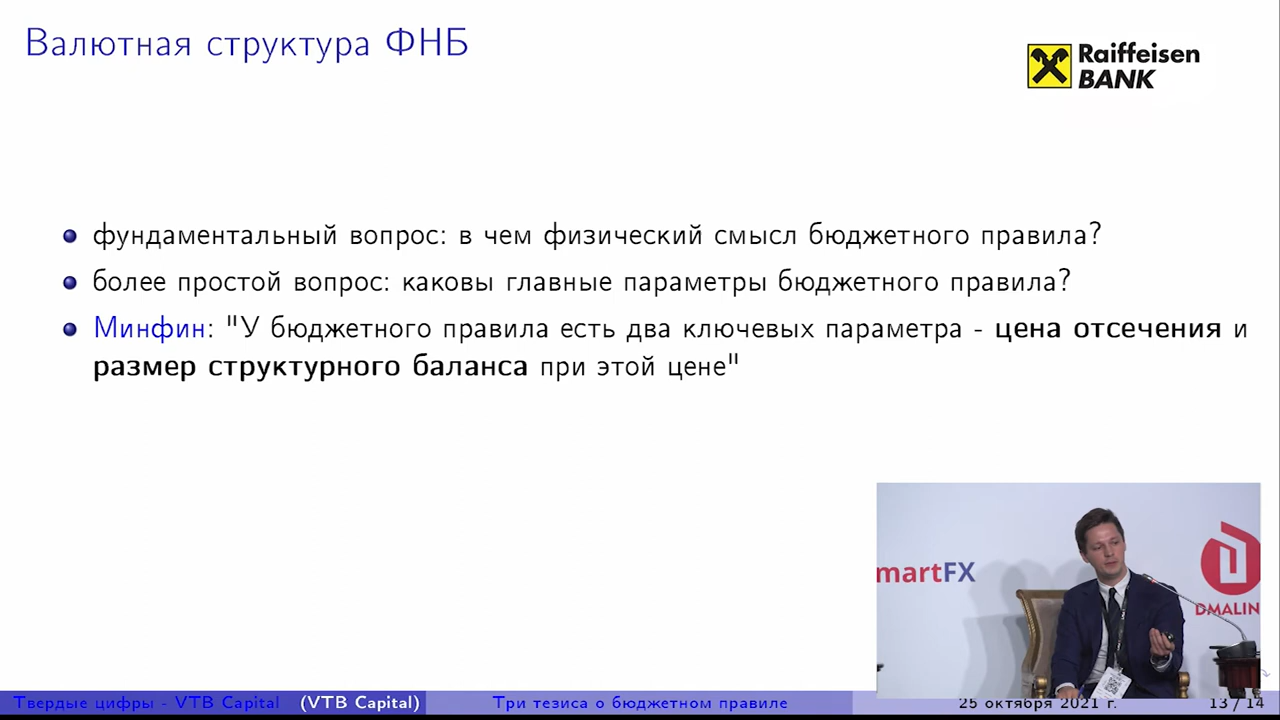 Валютная структура ФНБ
Raiffeisen
BANK
фундаментальный вопрос: в чем физический смысл бюджетного правила?
более простой вопрос: каковы главные параметры бюджетного правила?
Минфин: "У бюджетного правила есть два ключевых параметра - цена отсечения и
размер структурного баланса при этой цене"
martFX
DMALIN
Твердые цифры - VTB Capital (VTB Capital)
Три тезиса о бюджетном правиле
25 октября 2021 г.
13 / 14